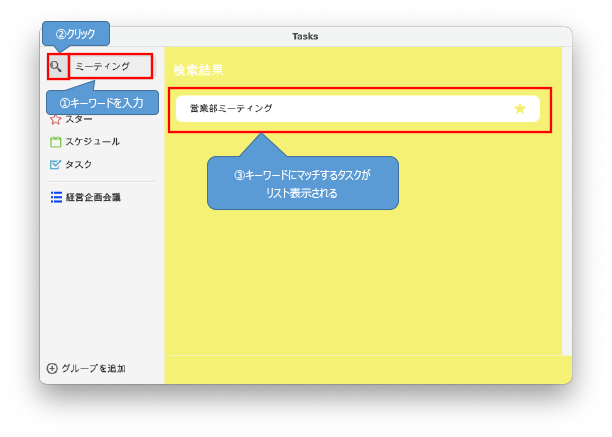 ②クリック
Tasks
ミーティング
①キーワードを入力
スター
スケジュール
タスク
経営企画会議
グループを追加
検索結果
営業部ミーティング
③キーワードにマッチするタスクが
リスト表示される